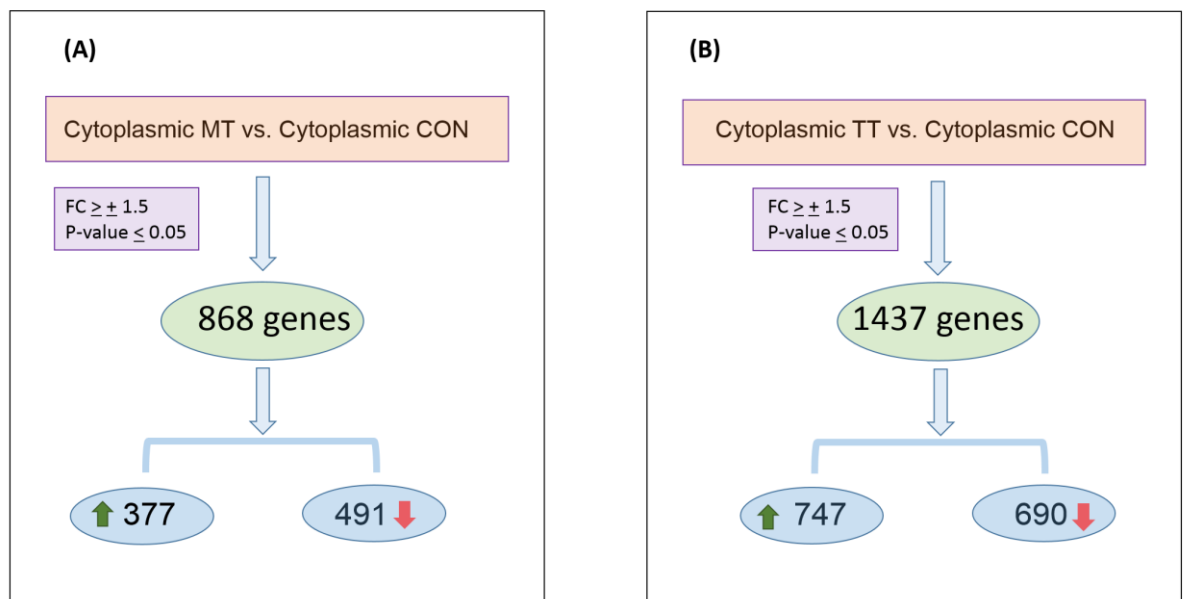 (A)
Cytoplasmic MT vs. Cytoplasmic CON
FC ≥ ± 1.5
P-value ≤ 0.05
868 genes
377
491
(B)
Cytoplasmic TT vs. Cytoplasmic CON
FC ≥ ± 1.5
P-value ≤ 0.05
1437 genes
747
690